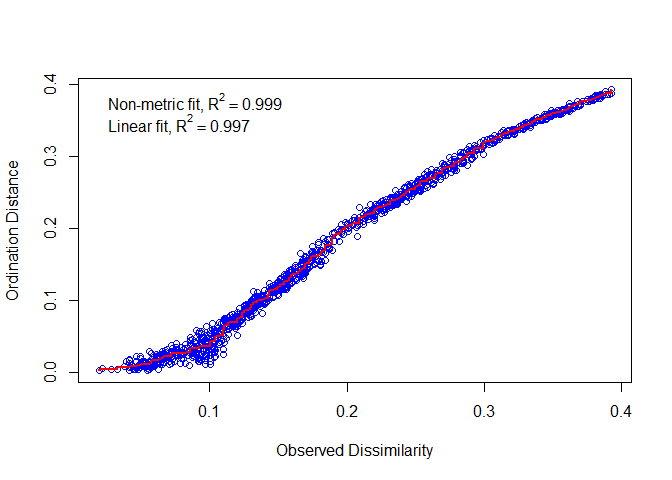 Non-metric fit, R² = 0.999
Linear fit, R² = 0.997
Ordination Distance
0.4
0.3
0.2
0.1
0.0
0.1 0.2 0.3 0.4
Observed Dissimilarity